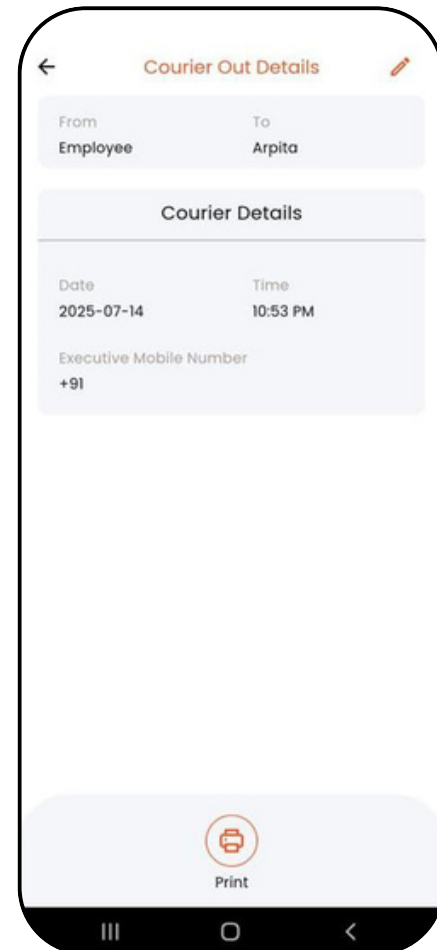 Courier Out Details
From To
Employee Arpita
Courier Details
Date Time
2025-07-14 10:53 PM
Executive Mobile Number
+91
Print